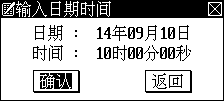 输入日期时间
日期： 14年09月10日
时间： 10时00分00秒
确认 返回